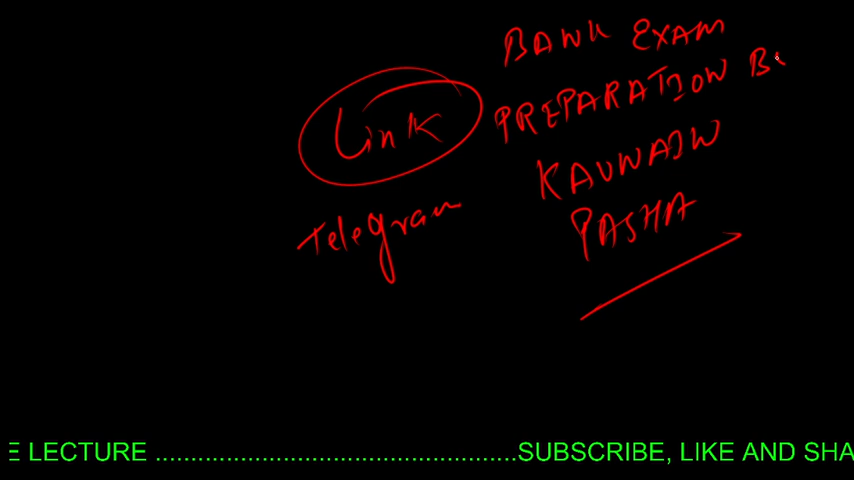 BANK EXAM
PREPARATION B
KAUNAIN
PASHA
Link
Telegram
E LECTURE ...................................................SUBSCRIBE, LIKE AND SHA